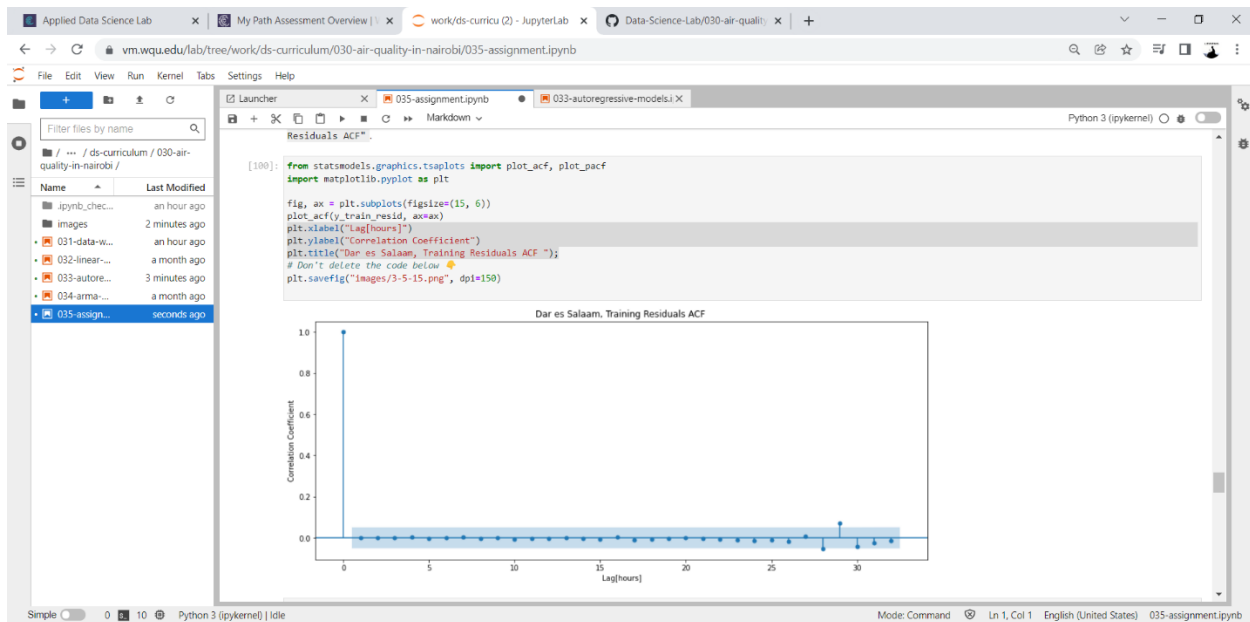 Applied Data Science Lab
My Path Assessment Overview |
work/ds-curricu (2) - JupyterLab
Data-Science-Lab/030-air-quality
vm.wqu.edu/lab/tree/work/ds-curriculum/030-air-quality-in-nairobi/035-assignment.ipynb
File Edit View Run Kernel Tabs Settings Help
Launcher
035-assignment.ipynb
033-autoregressive-models.i
Markdown
Python 3 (ipykernel)
Filter files by name
/ ··· / ds-curriculum / 030-air-
quality-in-nairobi /
Name Last Modified
.ipynb_chec... an hour ago
images 2 minutes ago
031-data-w... an hour ago
032-linear-... a month ago
033-autore... 3 minutes ago
034-arma-... a month ago
035-assign... seconds ago
Residuals ACF".
[100]: from statsmodels.graphics.tsaplots import plot_acf, plot_pacf
import matplotlib.pyplot as plt
fig, ax = plt.subplots(figsize=(15, 6))
plot_acf(y_train_resid, ax=ax)
plt.xlabel("Lag[hours]")
plt.ylabel("Correlation Coefficient")
plt.title("Dar es Salaam, Training Residuals ACF ");
# Don't delete the code below 👇
plt.savefig("images/3-5-15.png", dpi=150)
Dar es Salaam, Training Residuals ACF
1.0
0.8
0.6
0.4
0.2
0.0
Correlation Coefficient
0 5 10 15 20 25 30
Lag[hours]
Simple 0 10 Python 3 (ipykernel) | Idle
Mode: Command Ln 1, Col 1 English (United States) 035-assignment.ipynb